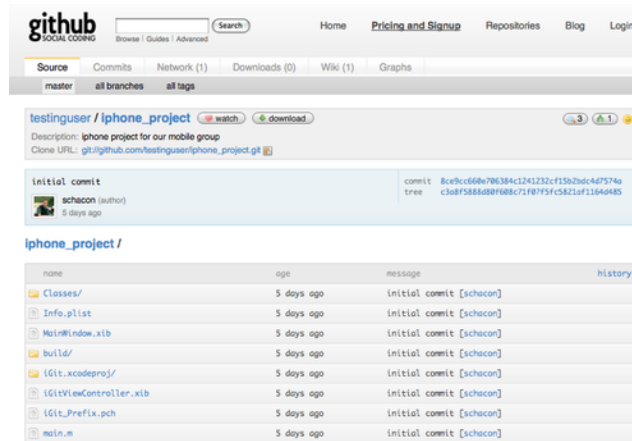 github
SOCIAL CODING
Search
Browse | Guides | Advanced
Home Pricing and Signup Repositories Blog Login
Source Commits Network (1) Downloads (0) Wiki (1) Graphs
master all branches all tags
testinguser / iphone_project watch download 3 1
Description: iphone project for our mobile group
Clone URL: git://github.com/testinguser/iphone_project.git
initial commit
schacon (author)
5 days ago
commit 8ce9cc660e706384c1241232cf15b2bdc4d7574a
tree c3a8f5888d80f608c71f07f5fc5821af1164d485
iphone_project /
name age message history
Classes/ 5 days ago initial commit [schacon]
Info.plist 5 days ago initial commit [schacon]
MainWindow.xib 5 days ago initial commit [schacon]
build/ 5 days ago initial commit [schacon]
iGit.xcodeproj/ 5 days ago initial commit [schacon]
iGitViewController.xib 5 days ago initial commit [schacon]
iGit_Prefix.pch 5 days ago initial commit [schacon]
main.m 5 days ago initial commit [schacon]